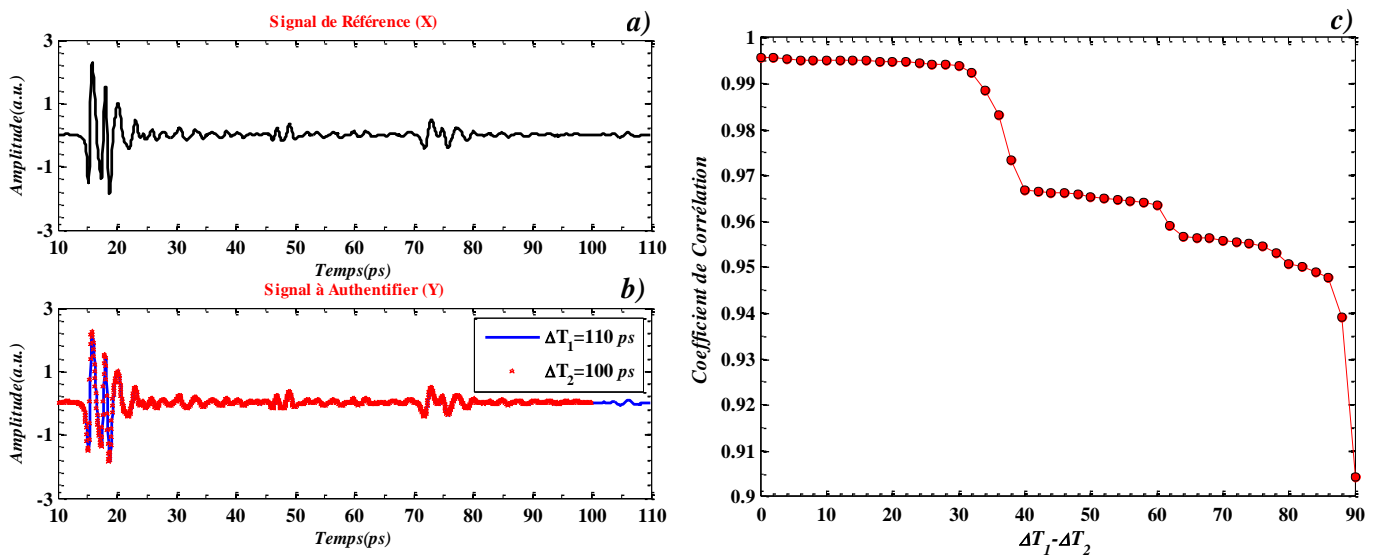 Signal de Référence (X)
a)
Amplitude(a.u.)
3
1
-1
-3
10 20 30 40 50 60 70 80 90 100 110
Temps(ps)
Signal à Authentifier (Y)
b)
Amplitude(a.u.)
3
1
-1
-3
ΔT1=110 ps
ΔT2=100 ps
10 20 30 40 50 60 70 80 90 100 110
Temps(ps)
c)
Coefficient de Corrélation
1
0.99
0.98
0.97
0.96
0.95
0.94
0.93
0.92
0.91
0.9
0 10 20 30 40 50 60 70 80 90
ΔT1-ΔT2